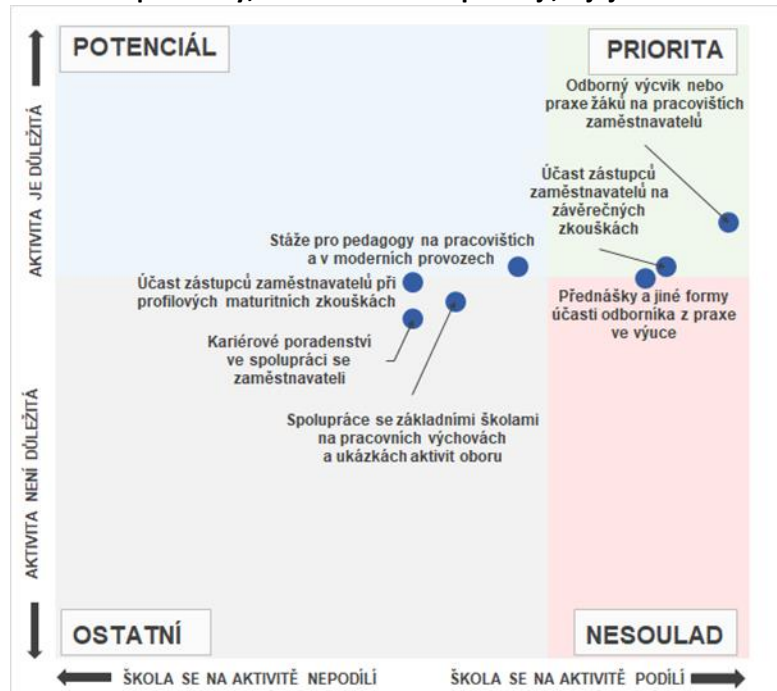 POTENCIÁL
PRIORITA
Odborný výcvik nebo
praxe žáků na pracovištích
zaměstnavatelů
Účast zástupců
zaměstnavatelů na
závěrečných
zkouškách
Stáže pro pedagogy na pracovištích
a v moderních provozech
Účast zástupců zaměstnavatelů při
profilových maturitních zkouškách
Přednášky a jiné formy
účasti odborníka z praxe
ve výuce
Kariérové poradenství
ve spolupráci se
zaměstnavateli
Spolupráce se základními školami
na pracovních výchovách
a ukázkách aktivit oboru
AKTIVITA JE DŮLEŽITÁ
AKTIVITA NENÍ DŮLEŽITÁ
OSTATNÍ
NESOULAD
ŠKOLA SE NA AKTIVITĚ NEPODÍLÍ
ŠKOLA SE NA AKTIVITĚ PODÍLÍ